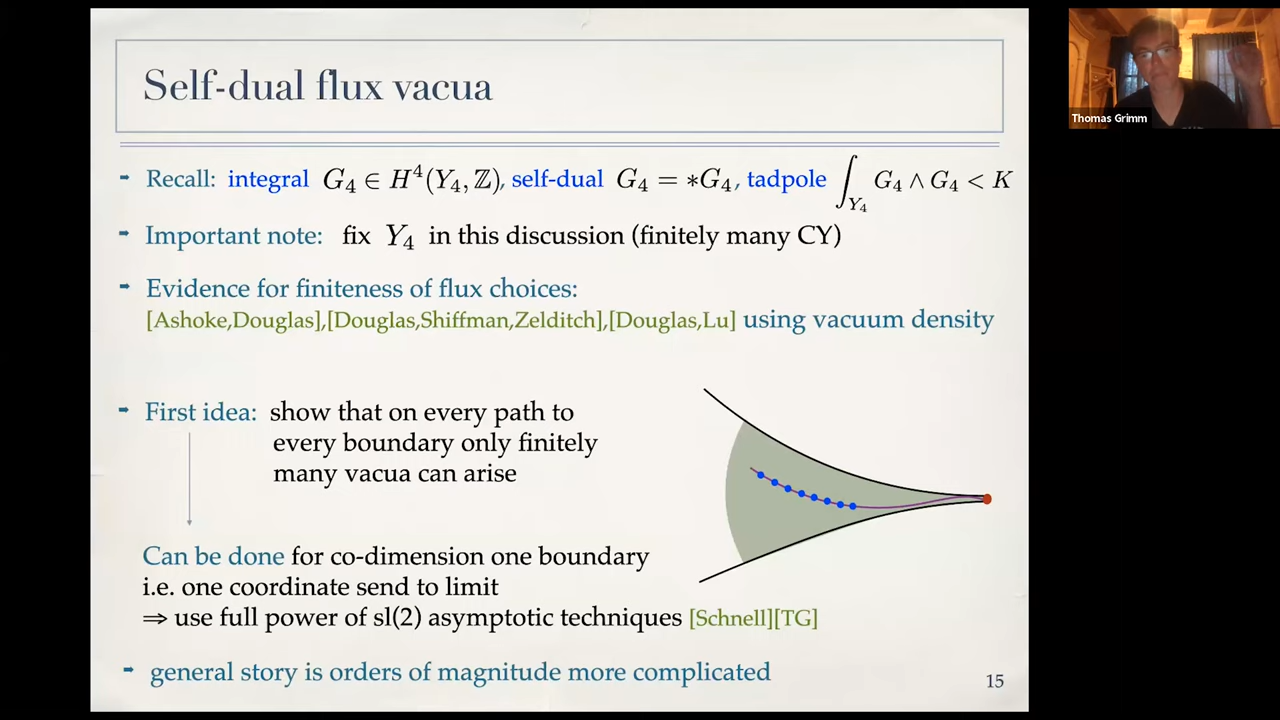 Self-dual flux vacua
Recall: integral G₄ ∈ H⁴(Y₄, ℤ), self-dual G₄ = *G₄, tadpole ∫_{Y₄} G₄ ∧ G₄ < K
Important note: fix Y₄ in this discussion (finitely many CY)
Evidence for finiteness of flux choices:
[Ashoke,Douglas],[Douglas,Shiffman,Zelditch],[Douglas,Lu] using vacuum density
First idea: show that on every path to
every boundary only finitely
many vacua can arise
Can be done for co-dimension one boundary
i.e. one coordinate send to limit
⇒ use full power of sl(2) asymptotic techniques [Schnell][TG]
general story is orders of magnitude more complicated
15
Thomas Grimm